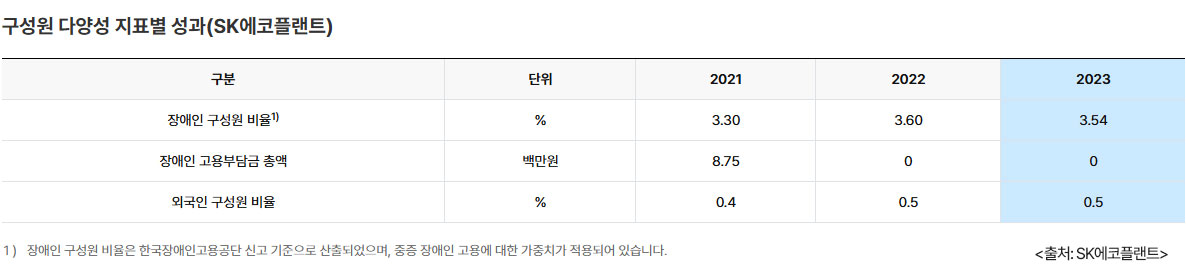 구성원 다양성 지표별 성과(SK에코플랜트)
구분 단위 2021 2022 2023
장애인 구성원 비율1) % 3.30 3.60 3.54
장애인 고용부담금 총액 백만원 8.75 0 0
외국인 구성원 비율 % 0.4 0.5 0.5
1) 장애인 구성원 비율은 한국장애인고용공단 신고 기준으로 산출되었으며, 중증 장애인 고용에 대한 가중치가 적용되어 있습니다.
<출처: SK에코플랜트>